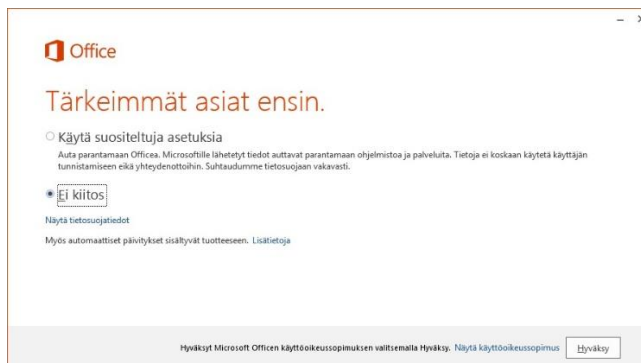 Office
Tärkeimmät asiat ensin.
Käytä suositeltuja asetuksia
Auta parantamaan Officea. Microsoftille lähetetyt tiedot auttavat parantamaan ohjelmistoa ja palveluita. Tietoja ei koskaan käytetä käyttäjän
tunnistamiseen eikä yhteydenottoihin. Suhtaudumme tietosuojaan vakavasti.
Ei kiitos
Näytä tietosuojatiedot
Myös automaattiset päivitykset sisältyvät tuotteeseen. Lisätietoja
Hyväksyt Microsoft Officen käyttöoikeussopimuksen valitsemalla Hyväksy. Näytä käyttöoikeussopimus Hyväksy